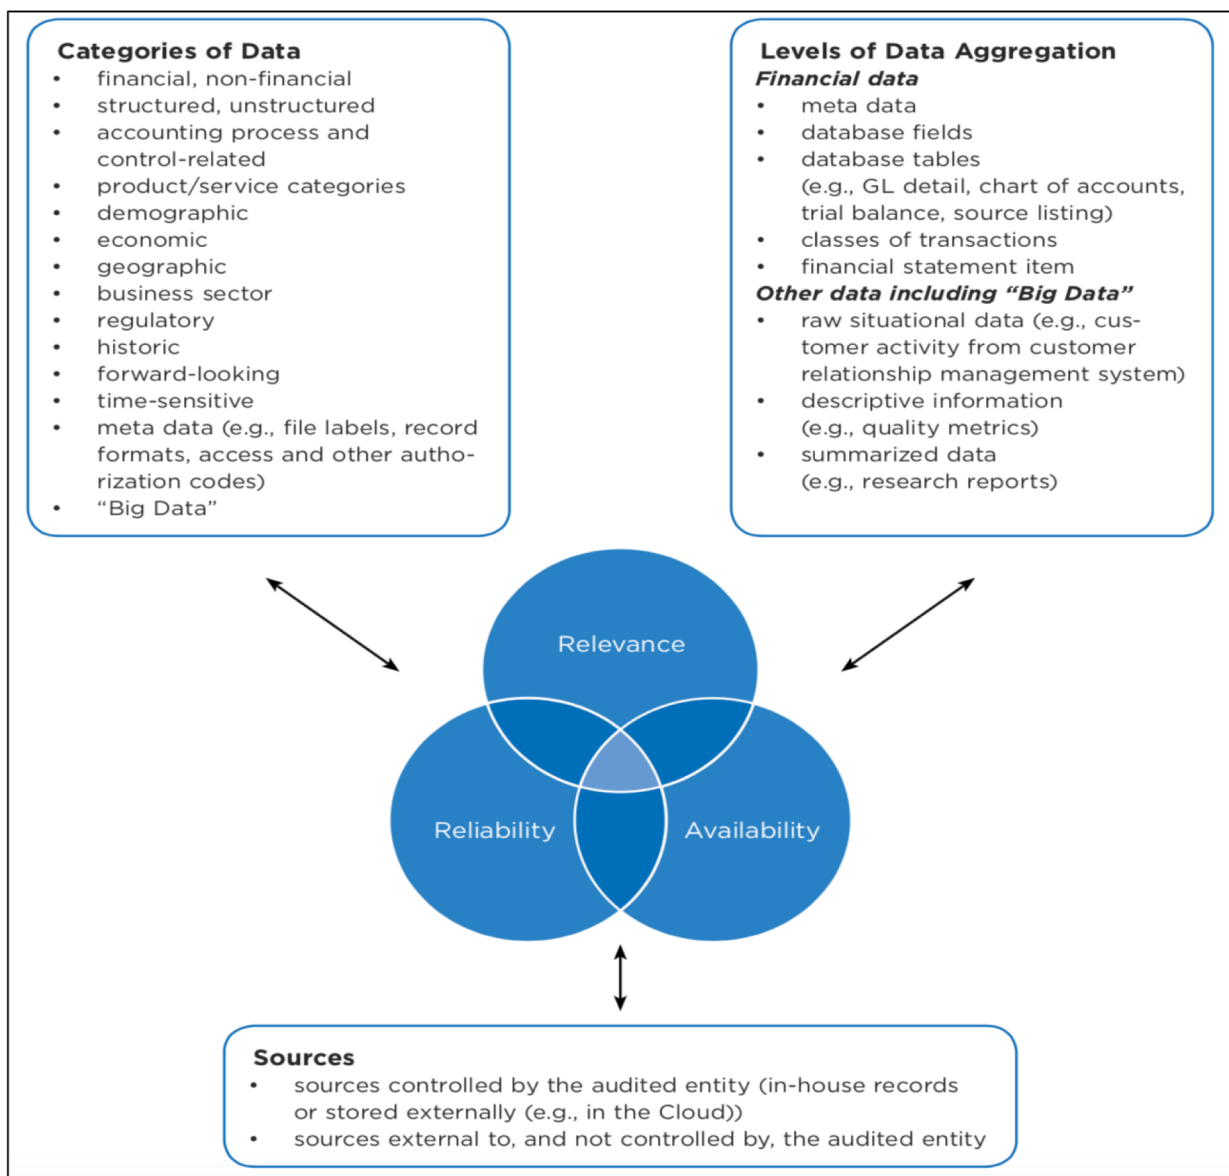 Categories of Data
• financial, non-financial
• structured, unstructured
• accounting process and
control-related
• product/service categories
• demographic
• economic
• geographic
• business sector
• regulatory
• historic
• forward-looking
• time-sensitive
• meta data (e.g., file labels, record
formats, access and other autho-
rization codes)
• “Big Data”
Levels of Data Aggregation
Financial data
• meta data
• database fields
• database tables
(e.g., GL detail, chart of accounts,
trial balance, source listing)
• classes of transactions
• financial statement item
Other data including “Big Data”
• raw situational data (e.g., cus-
tomer activity from customer
relationship management system)
• descriptive information
(e.g., quality metrics)
• summarized data
(e.g., research reports)
Relevance
Reliability
Availability
Sources
• sources controlled by the audited entity (in-house records
or stored externally (e.g., in the Cloud))
• sources external to, and not controlled by, the audited entity